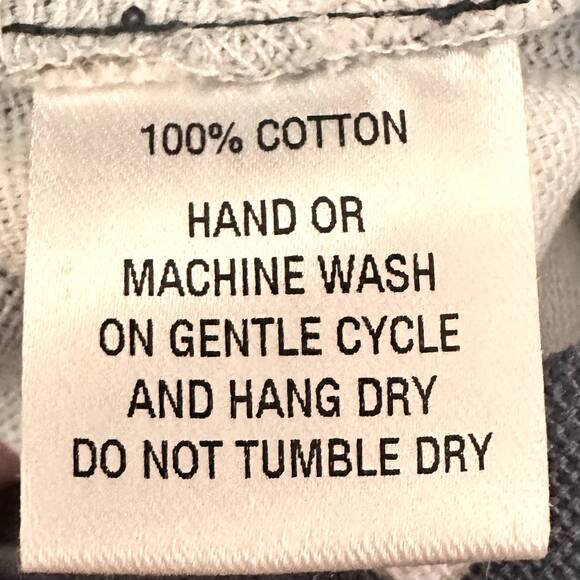 100% COTTON
HAND OR
MACHINE WASH
ON GENTLE CYCLE
AND HANG DRY
DO NOT TUMBLE DRY